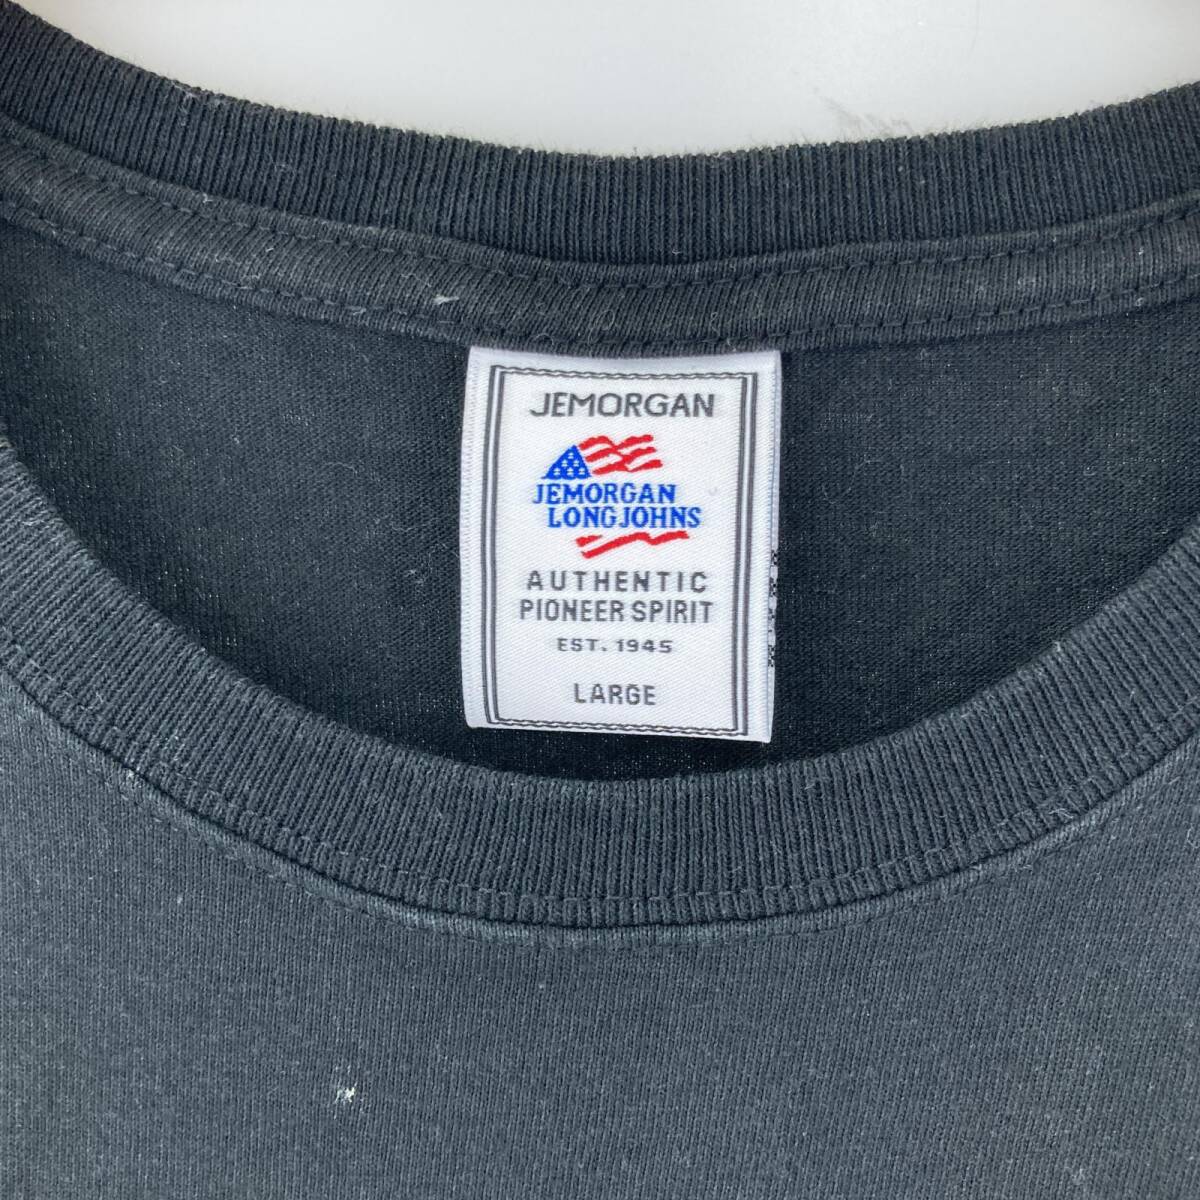 JEMORGAN
JEMORGAN
LONGJOHNS
AUTHENTIC
PIONEER SPIRIT
EST. 1945
LARGE